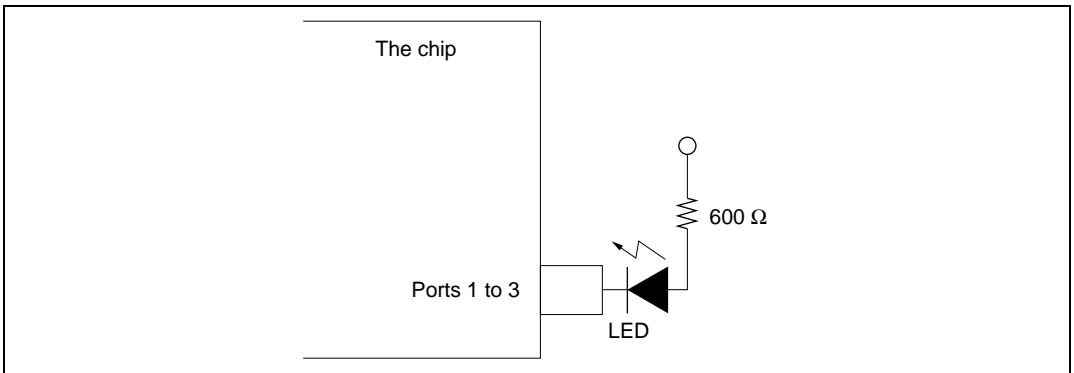 The chip
600 Ω
Ports 1 to 3
LED